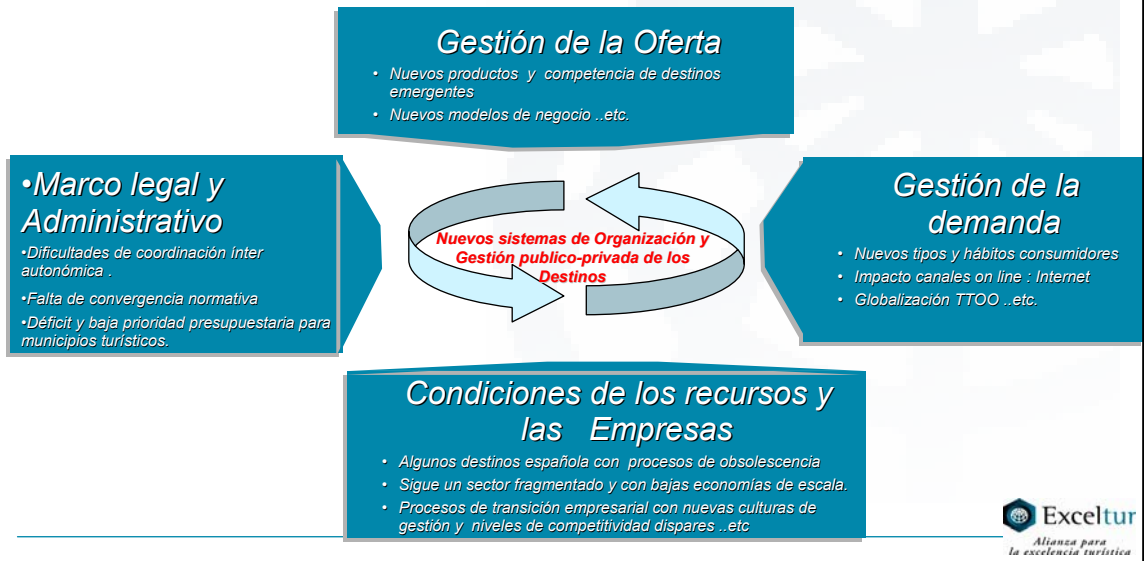 Gestión de la Oferta
• Nuevos productos y competencia de destinos
emergentes
• Nuevos modelos de negocio ..etc.
•Marco legal y
Administrativo
•Dificultades de coordinación ínter
autonómica .
•Falta de convergencia normativa
•Déficit y baja prioridad presupuestaria para
municipios turísticos.
Nuevos sistemas de Organización y
Gestión publico-privada de los
Destinos
Gestión de la
demanda
• Nuevos tipos y hábitos consumidores
• Impacto canales on line : Internet
• Globalización TTOO ..etc.
Condiciones de los recursos y
las Empresas
• Algunos destinos española con procesos de obsolescencia
• Sigue un sector fragmentado y con bajas economías de escala.
• Procesos de transición empresarial con nuevas culturas de
gestión y niveles de competitividad dispares ..etc
Exceltur
Alianza para
la excelencia turística